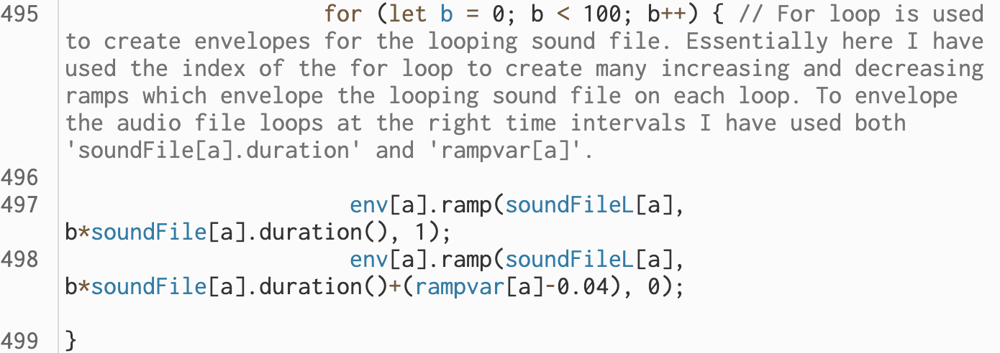 495 for (let b = 0; b < 100; b++) { // For loop is used
to create envelopes for the looping sound file. Essentially here I have
used the index of the for loop to create many increasing and decreasing
ramps which envelope the looping sound file on each loop. To envelope
the audio file loops at the right time intervals I have used both
'soundFile[a].duration' and 'rampvar[a]'.
496
497 env[a].ramp(soundFileL[a],
b*soundFile[a].duration(), 1);
498 env[a].ramp(soundFileL[a],
b*soundFile[a].duration()+(rampvar[a]-0.04), 0);
499 }